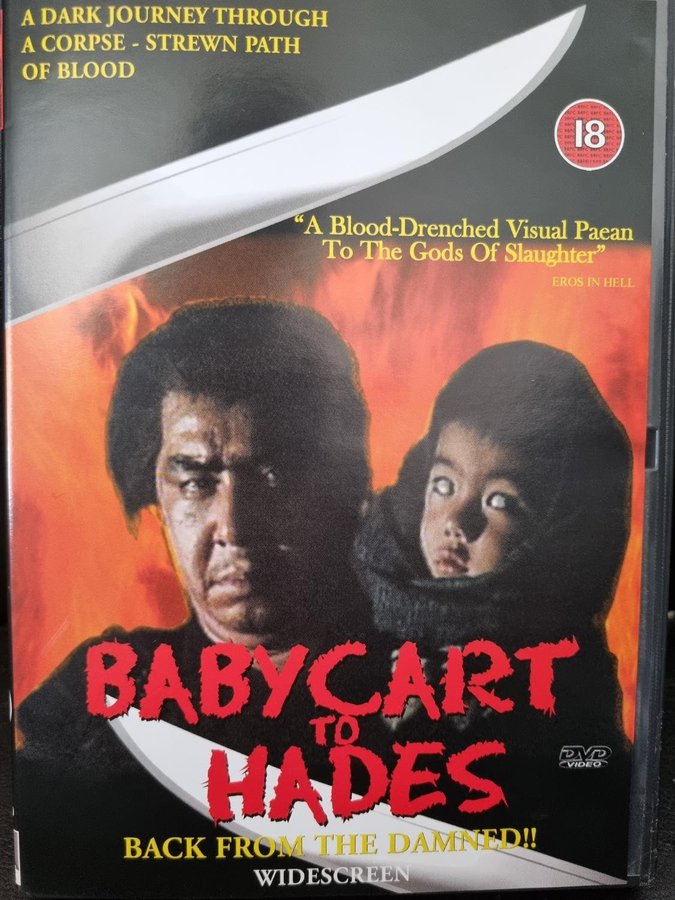 A DARK JOURNEY THROUGH
A CORPSE - STREWN PATH
OF BLOOD
18
“A Blood-Drenched Visual Paean
To The Gods Of Slaughter”
EROS IN HELL
BABYCART
TO
HADES
DVD
VIDEO
BACK FROM THE DAMNED!!
WIDESCREEN